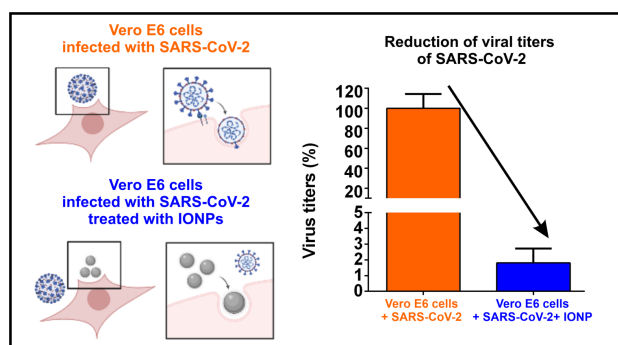 Vero E6 cells
infected with SARS-CoV-2
Vero E6 cells
infected with SARS-CoV-2
treated with IONPs
Reduction of viral titers
of SARS-CoV-2
Virus titers (%)
120
100
80
60
40
20
5
4
3
2
1
0
Vero E6 cells
+ SARS-CoV-2
Vero E6 cells
+ SARS-CoV-2+ IONP